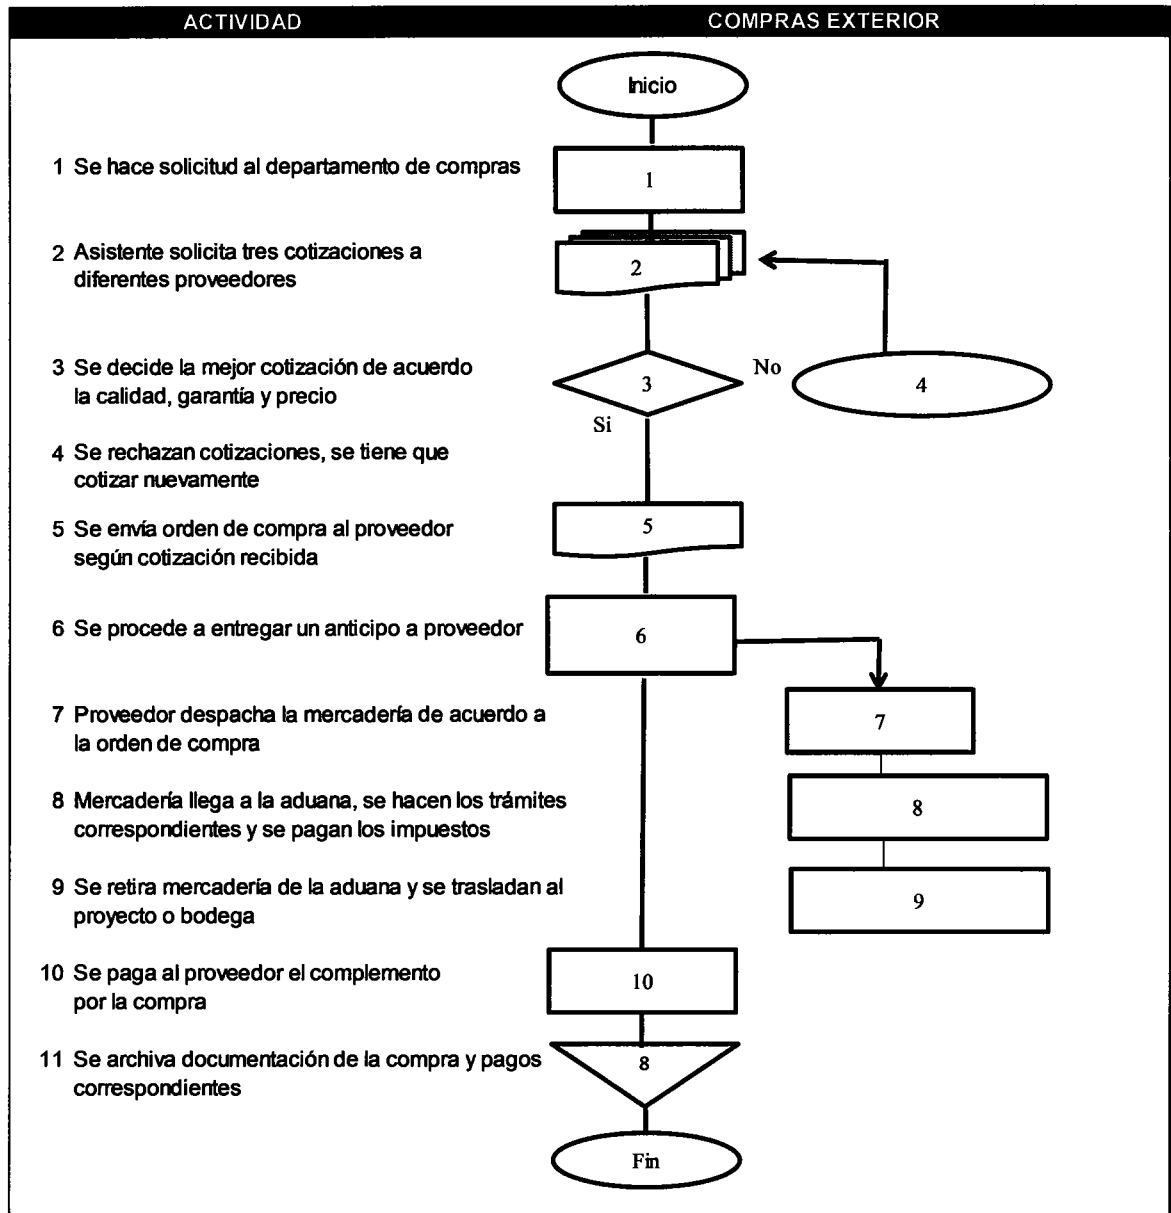 ACTIVIDAD COMPRAS EXTERIOR
Inicio
1 Se hace solicitud al departamento de compras
1
2 Asistente solicita tres cotizaciones a
diferentes proveedores
2
3 Se decide la mejor cotización de acuerdo
la calidad, garantía y precio
3
No
4
Si
4 Se rechazan cotizaciones, se tiene que
cotizar nuevamente
5 Se envía orden de compra al proveedor
según cotización recibida
5
6 Se procede a entregar un anticipo a proveedor
6
7 Proveedor despacha la mercadería de acuerdo a
la orden de compra
7
8 Mercadería llega a la aduana, se hacen los trámites
correspondientes y se pagan los impuestos
8
9 Se retira mercadería de la aduana y se trasladan al
proyecto o bodega
9
10 Se paga al proveedor el complemento
por la compra
10
11 Se archiva documentación de la compra y pagos
correspondientes
8
Fin